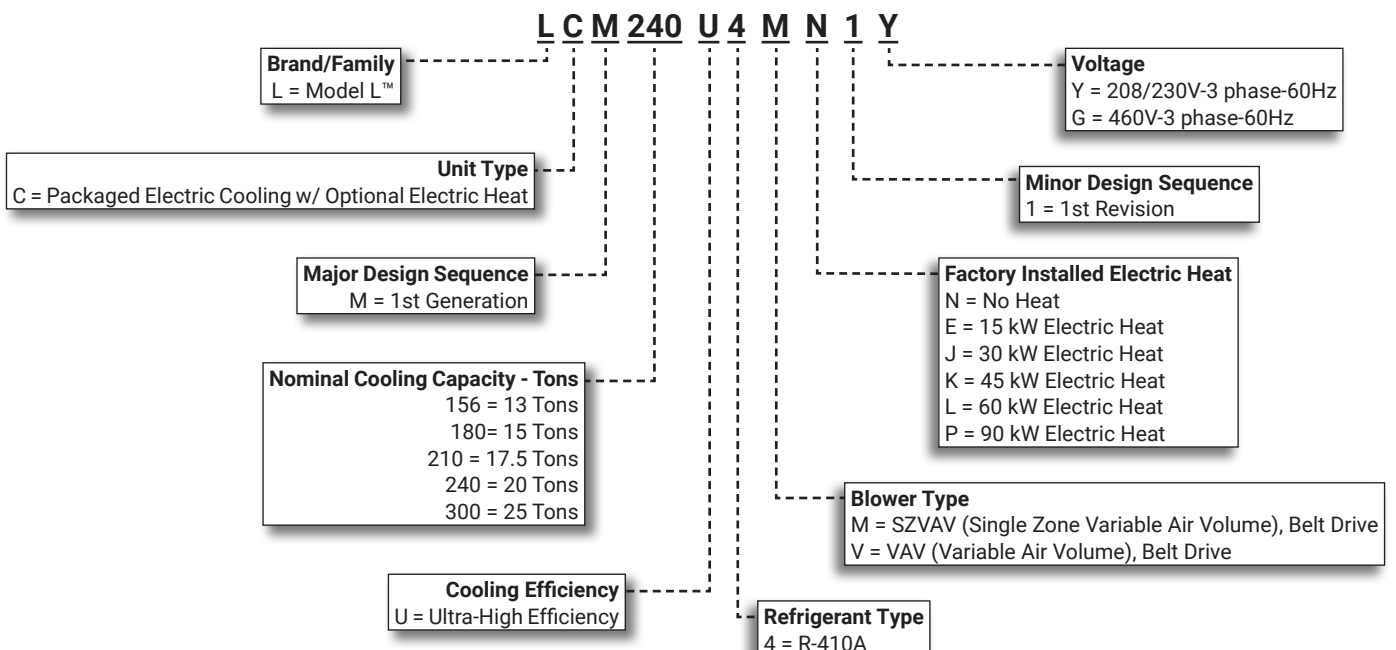 L C M 240 U 4 M N 1 Y
Brand/Family
L = Model L™
Unit Type
C = Packaged Electric Cooling w/ Optional Electric Heat
Major Design Sequence
M = 1st Generation
Nominal Cooling Capacity - Tons
156 = 13 Tons
180= 15 Tons
210 = 17.5 Tons
240 = 20 Tons
300 = 25 Tons
Cooling Efficiency
U = Ultra-High Efficiency
Voltage
Y = 208/230V-3 phase-60Hz
G = 460V-3 phase-60Hz
Minor Design Sequence
1 = 1st Revision
Factory Installed Electric Heat
N = No Heat
E = 15 kW Electric Heat
J = 30 kW Electric Heat
K = 45 kW Electric Heat
L = 60 kW Electric Heat
P = 90 kW Electric Heat
Blower Type
M = SZVAV (Single Zone Variable Air Volume), Belt Drive
V = VAV (Variable Air Volume), Belt Drive
Refrigerant Type
4 = R-410A